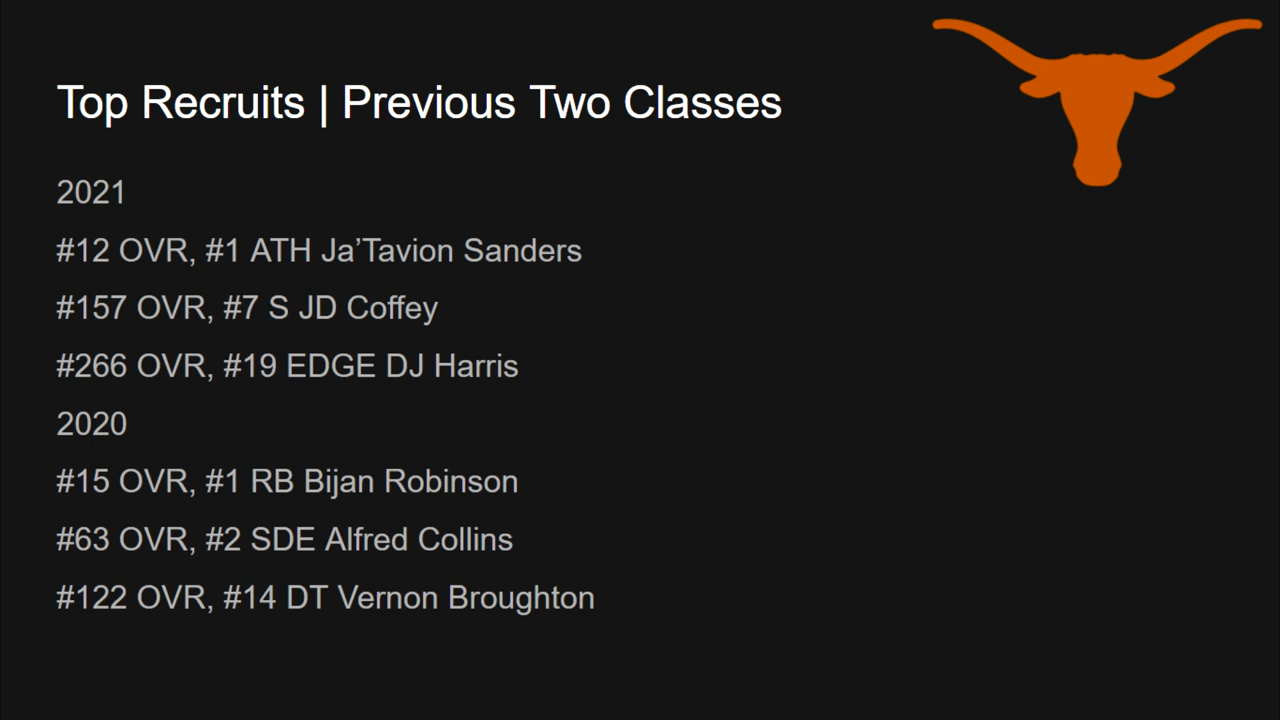 Top Recruits | Previous Two Classes
2021
#12 OVR, #1 ATH Ja’Tavion Sanders
#157 OVR, #7 S JD Coffey
#266 OVR, #19 EDGE DJ Harris
2020
#15 OVR, #1 RB Bijan Robinson
#63 OVR, #2 SDE Alfred Collins
#122 OVR, #14 DT Vernon Broughton